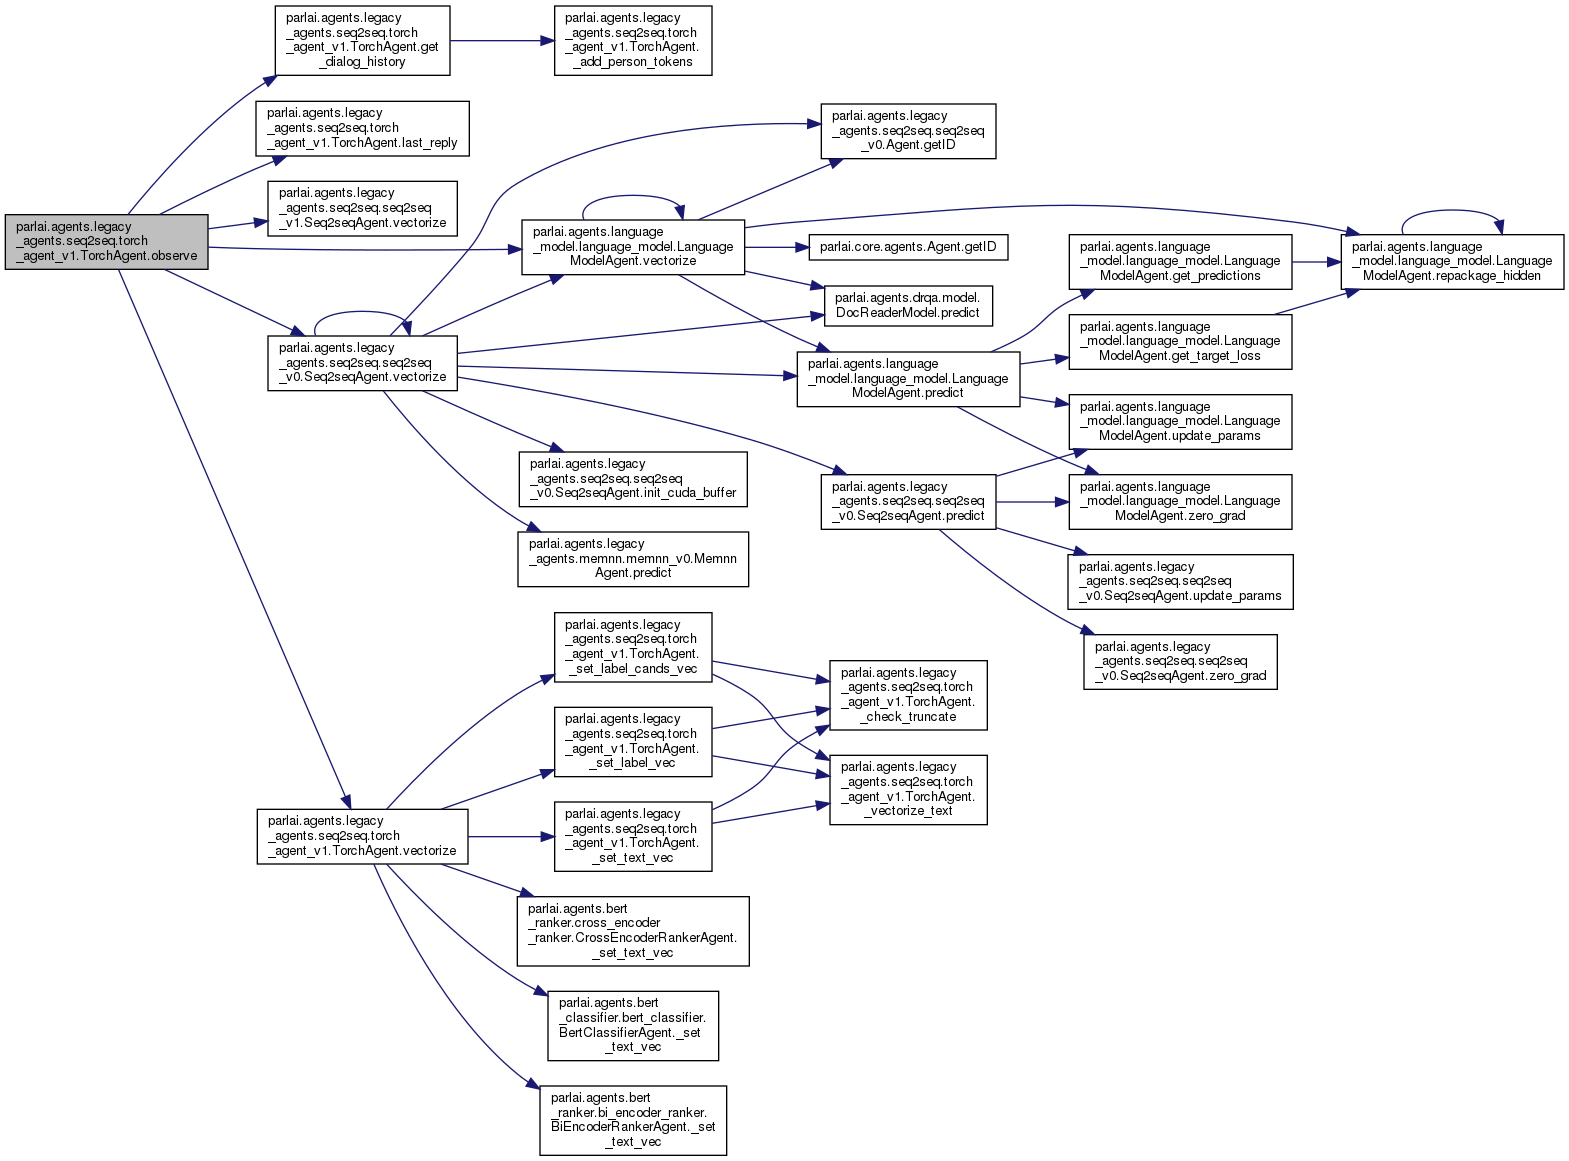 parlai.agents.legacy
_agents.seq2seq.torch
_agent_v1.TorchAgent.observe
parlai.agents.legacy
_agents.seq2seq.torch
_agent_v1.TorchAgent.get
_dialog_history
parlai.agents.legacy
_agents.seq2seq.torch
_agent_v1.TorchAgent.
_add_person_tokens
parlai.agents.legacy
_agents.seq2seq.torch
_agent_v1.TorchAgent.last_reply
parlai.agents.legacy
_agents.seq2seq.seq2seq
_v1.Seq2seqAgent.vectorize
parlai.agents.legacy
_agents.seq2seq.seq2seq
_v0.Seq2seqAgent.vectorize
parlai.agents.language
_model.language_model.Language
ModelAgent.vectorize
parlai.agents.legacy
_agents.seq2seq.seq2seq
_v0.Agent.getID
parlai.core.agents.Agent.getID
parlai.agents.drqa.model.
DocReaderModel.predict
parlai.agents.language
_model.language_model.Language
ModelAgent.predict
parlai.agents.language
_model.language_model.Language
ModelAgent.get_predictions
parlai.agents.language
_model.language_model.Language
ModelAgent.repackage_hidden
parlai.agents.language
_model.language_model.Language
ModelAgent.get_target_loss
parlai.agents.language
_model.language_model.Language
ModelAgent.update_params
parlai.agents.language
_model.language_model.Language
ModelAgent.zero_grad
parlai.agents.legacy
_agents.seq2seq.seq2seq
_v0.Seq2seqAgent.init_cuda_buffer
parlai.agents.legacy
_agents.seq2seq.seq2seq
_v0.Seq2seqAgent.predict
parlai.agents.legacy
_agents.memnn.memnn_v0.Memnn
Agent.predict
parlai.agents.legacy
_agents.seq2seq.seq2seq
_v0.Seq2seqAgent.update_params
parlai.agents.legacy
_agents.seq2seq.seq2seq
_v0.Seq2seqAgent.zero_grad
parlai.agents.legacy
_agents.seq2seq.torch
_agent_v1.TorchAgent.vectorize
parlai.agents.legacy
_agents.seq2seq.torch
_agent_v1.TorchAgent.
_set_label_cands_vec
parlai.agents.legacy
_agents.seq2seq.torch
_agent_v1.TorchAgent.
_set_label_vec
parlai.agents.legacy
_agents.seq2seq.torch
_agent_v1.TorchAgent.
_set_text_vec
parlai.agents.legacy
_agents.seq2seq.torch
_agent_v1.TorchAgent.
_check_truncate
parlai.agents.legacy
_agents.seq2seq.torch
_agent_v1.TorchAgent.
_vectorize_text
parlai.agents.bert
_ranker.cross_encoder
_ranker.CrossEncoderRankerAgent.
_set_text_vec
parlai.agents.bert
_classifier.bert_classifier.
BertClassifierAgent._set
_text_vec
parlai.agents.bert
_ranker.bi_encoder_ranker.
BiEncoderRankerAgent._set
_text_vec